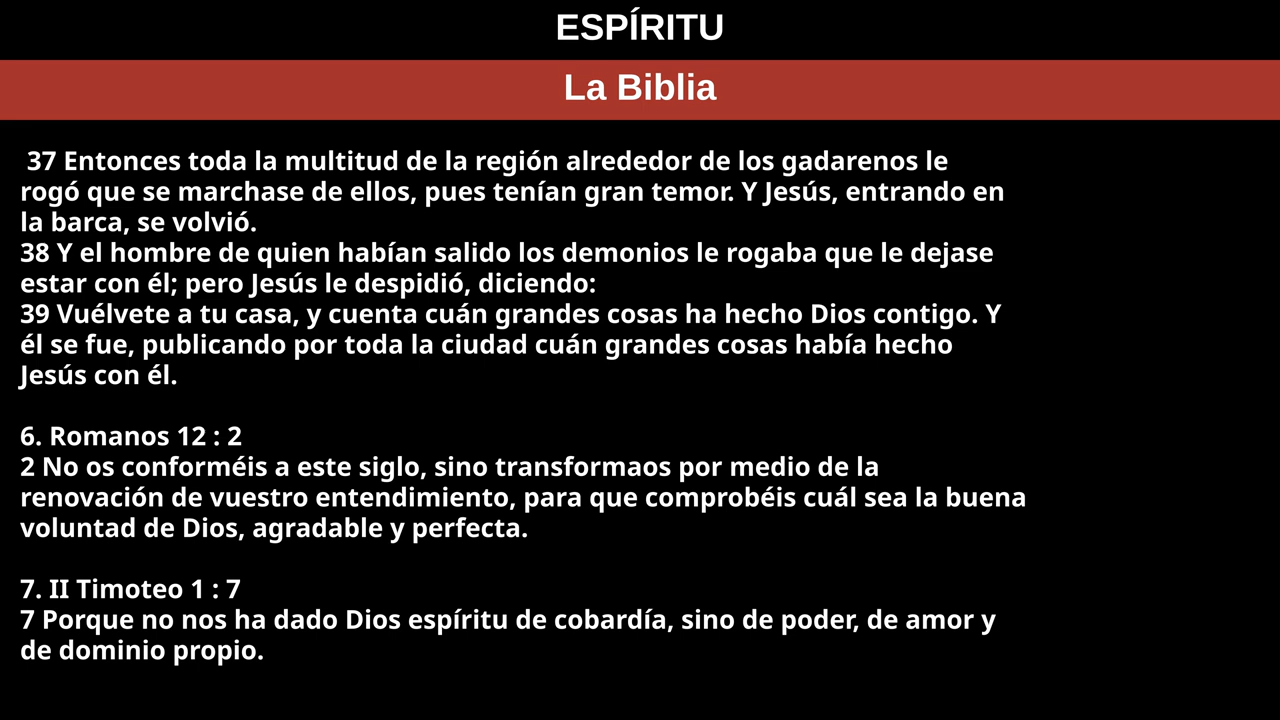 ESPÍRITU
La Biblia
37 Entonces toda la multitud de la región alrededor de los gadarenos le
rogó que se marchase de ellos, pues tenían gran temor. Y Jesús, entrando en
la barca, se volvió.
38 Y el hombre de quien habían salido los demonios le rogaba que le dejase
estar con él; pero Jesús le despidió, diciendo:
39 Vuélvete a tu casa, y cuenta cuán grandes cosas ha hecho Dios contigo. Y
él se fue, publicando por toda la ciudad cuán grandes cosas había hecho
Jesús con él.
6. Romanos 12 : 2
2 No os conforméis a este siglo, sino transformaos por medio de la
renovación de vuestro entendimiento, para que comprobéis cuál sea la buena
voluntad de Dios, agradable y perfecta.
7. II Timoteo 1 : 7
7 Porque no nos ha dado Dios espíritu de cobardía, sino de poder, de amor y
de dominio propio.